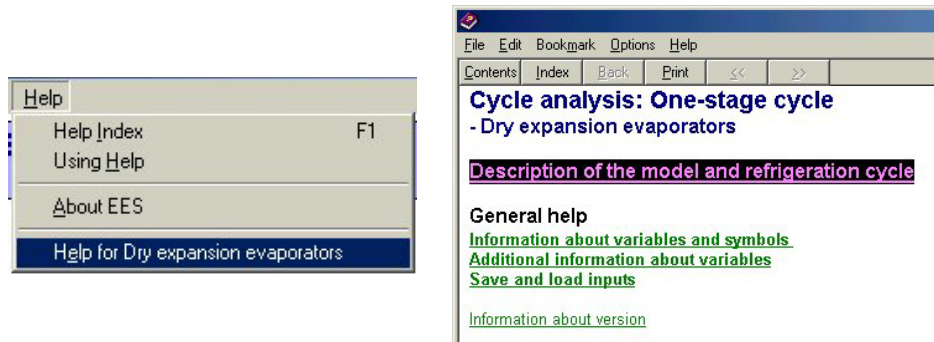 Help
Help Index F1
Using Help
About EES
Help for Dry expansion evaporators
File Edit Bookmark Options Help
Contents Index Back Print << >>
Cycle analysis: One-stage cycle
- Dry expansion evaporators
Description of the model and refrigeration cycle
General help
Information about variables and symbols
Additional information about variables
Save and load inputs
Information about version